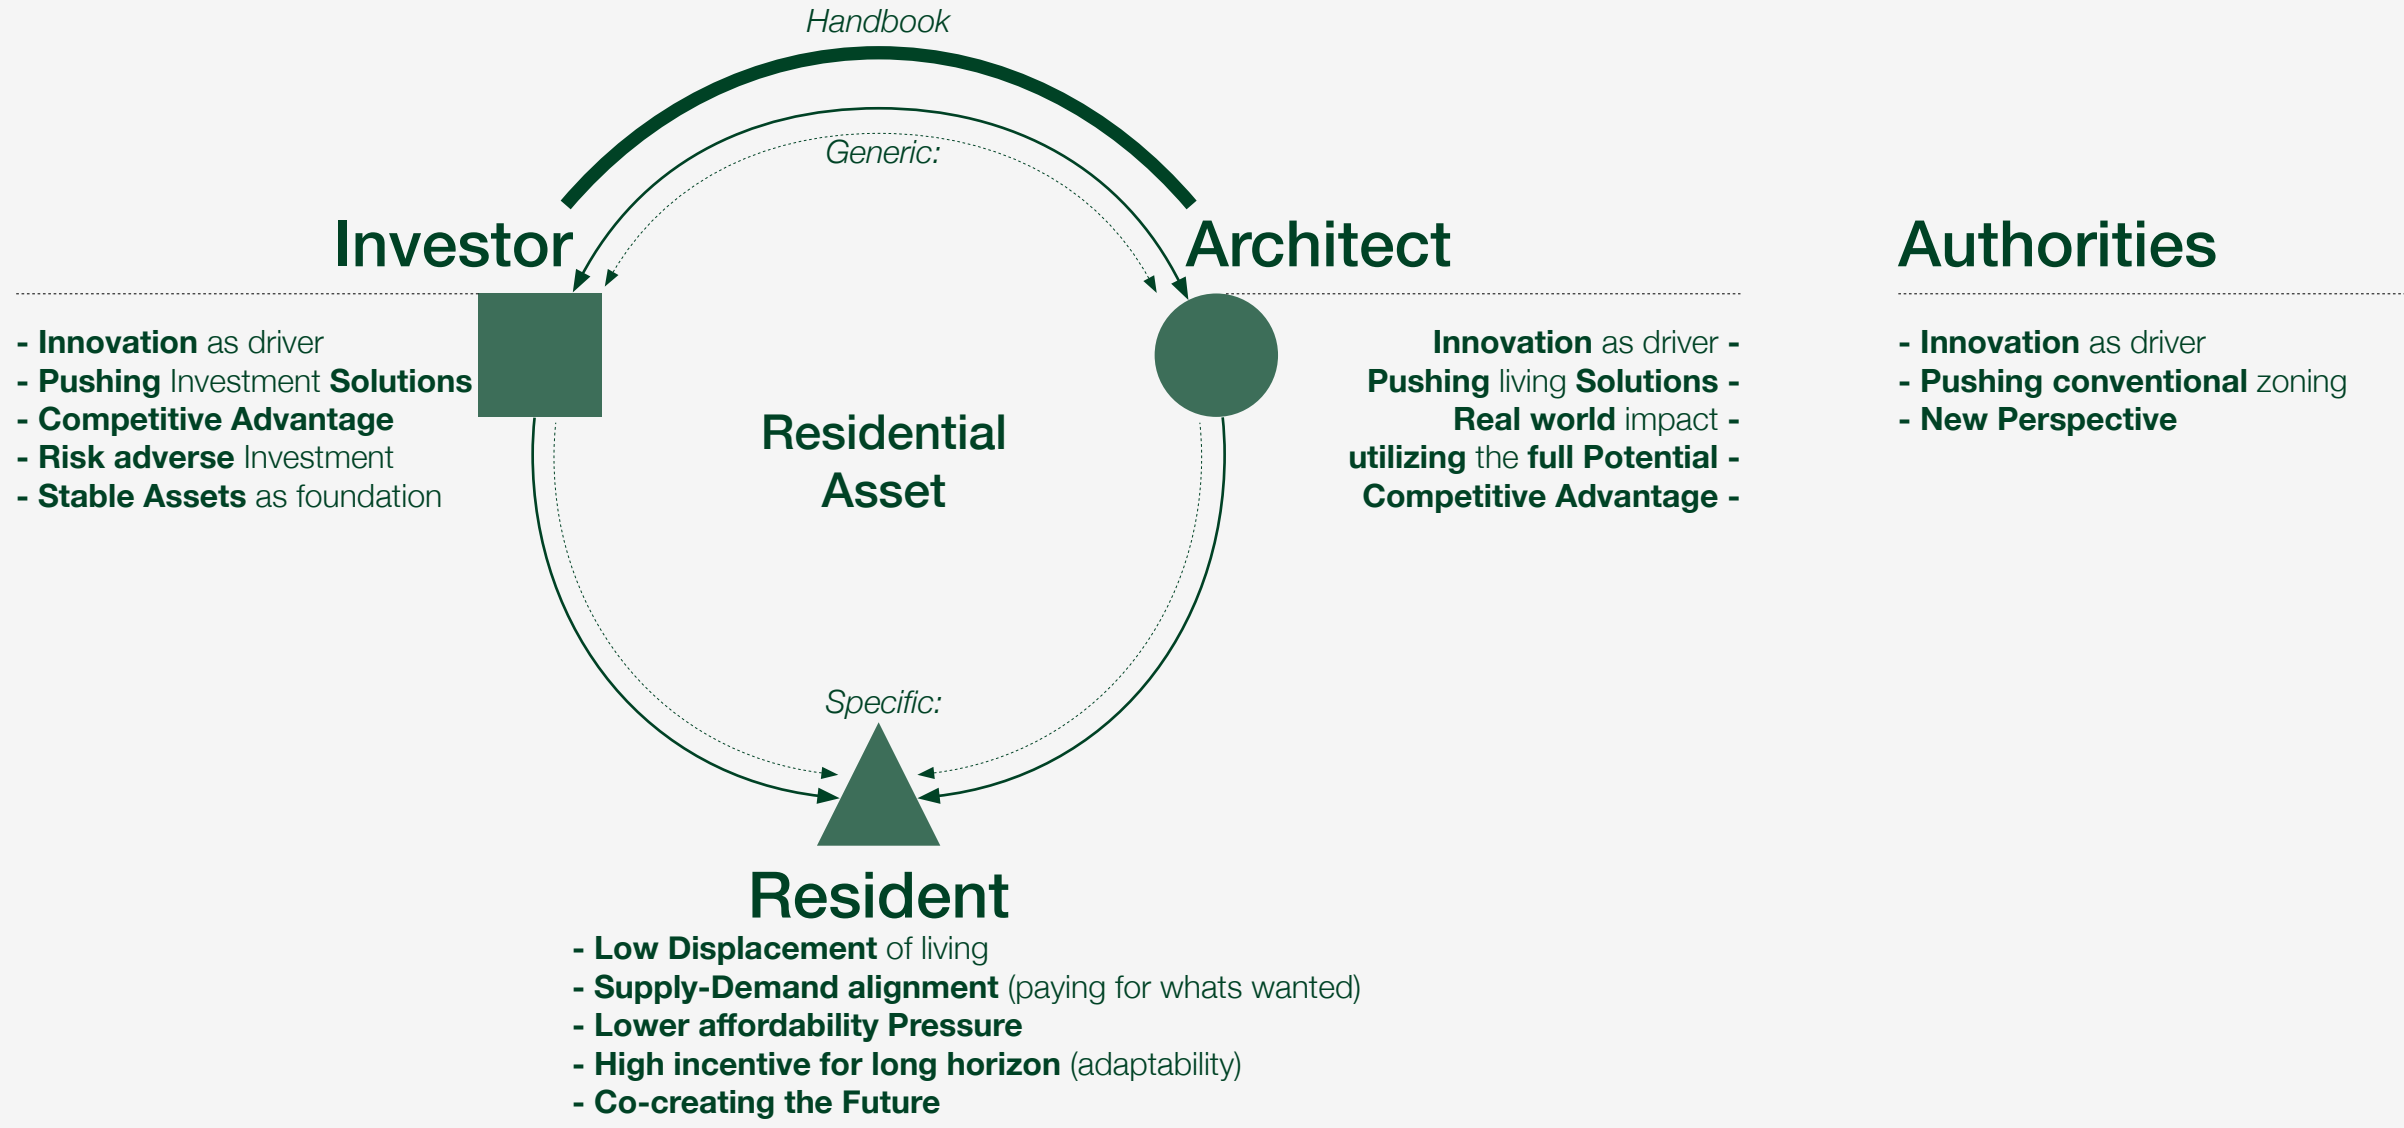 Handbook
Generic:
Investor
- Innovation as driver
- Pushing Investment Solutions
- Competitive Advantage
- Risk adverse Investment
- Stable Assets as foundation
Residential
Asset
Architect
Innovation as driver -
Pushing living Solutions -
Real world impact -
utilizing the full Potential -
Competitive Advantage -
Authorities
- Innovation as driver
- Pushing conventional zoning
- New Perspective
Specific:
Resident
- Low Displacement of living
- Supply-Demand alignment (paying for whats wanted)
- Lower affordability Pressure
- High incentive for long horizon (adaptability)
- Co-creating the Future